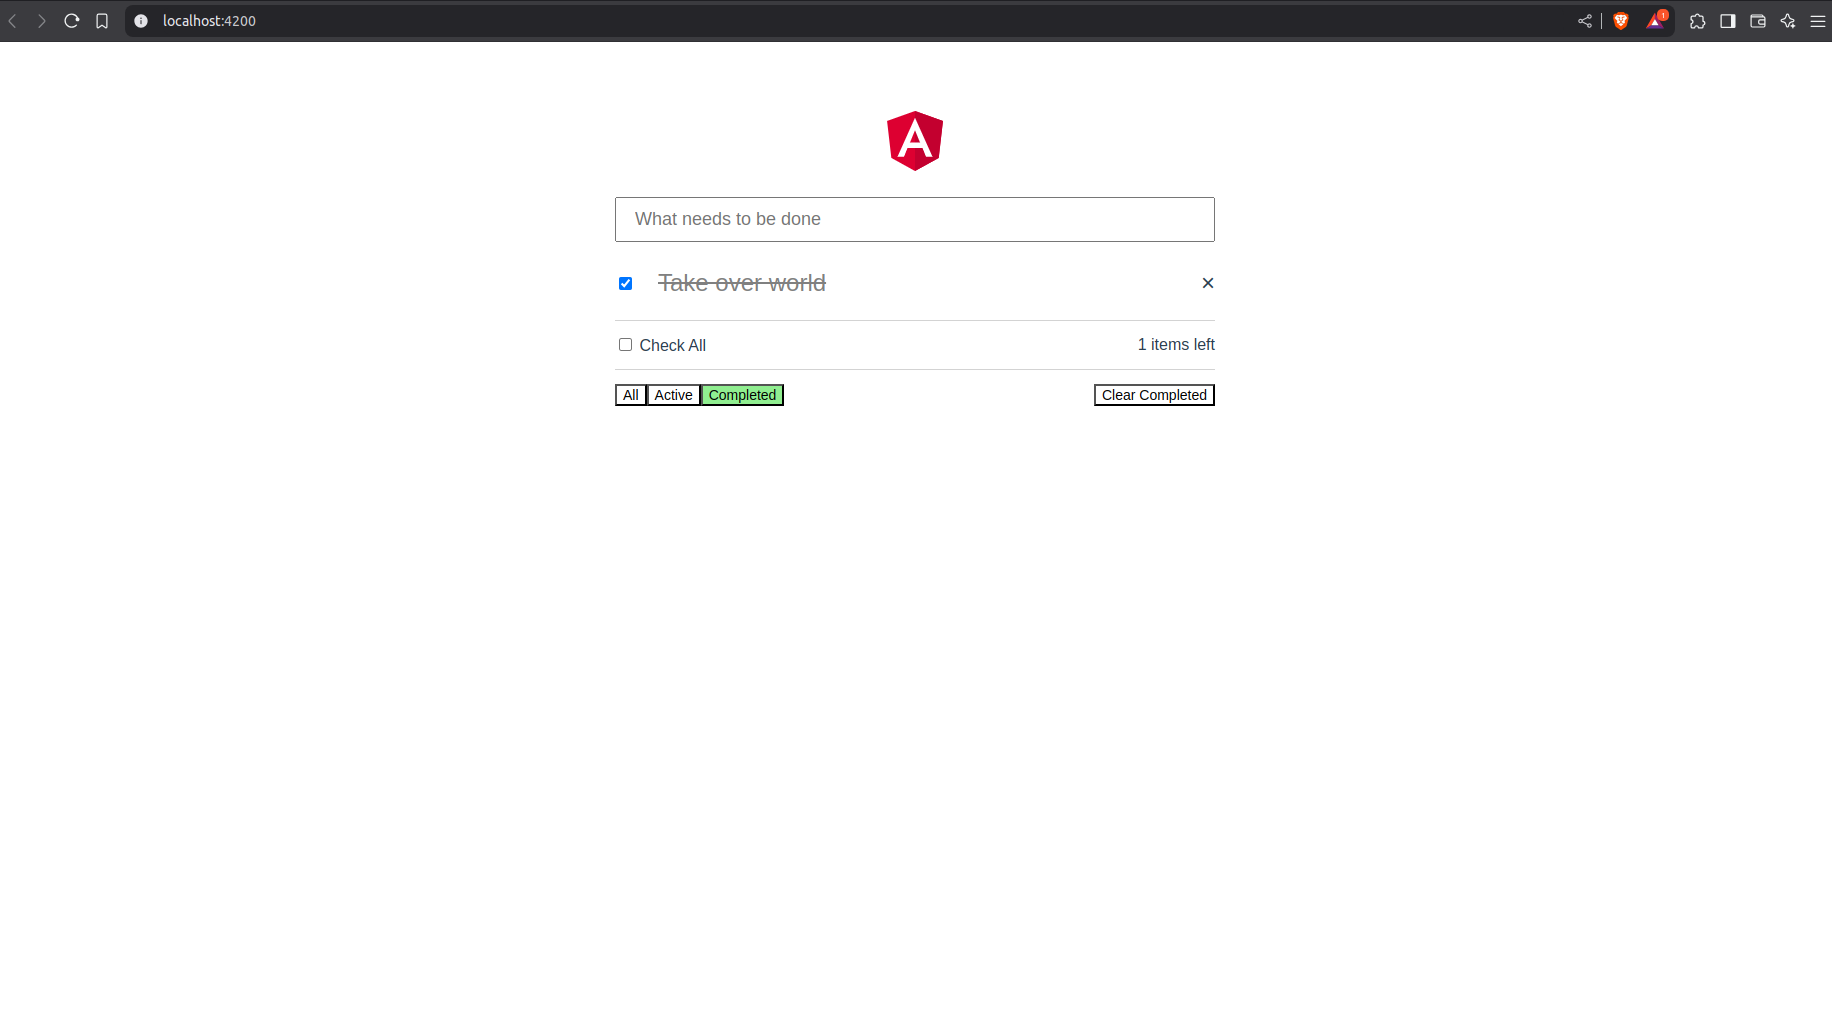 localhost:4200
1
What needs to be done
Take over world ×
Check All 1 items left
All Active Completed Clear Completed